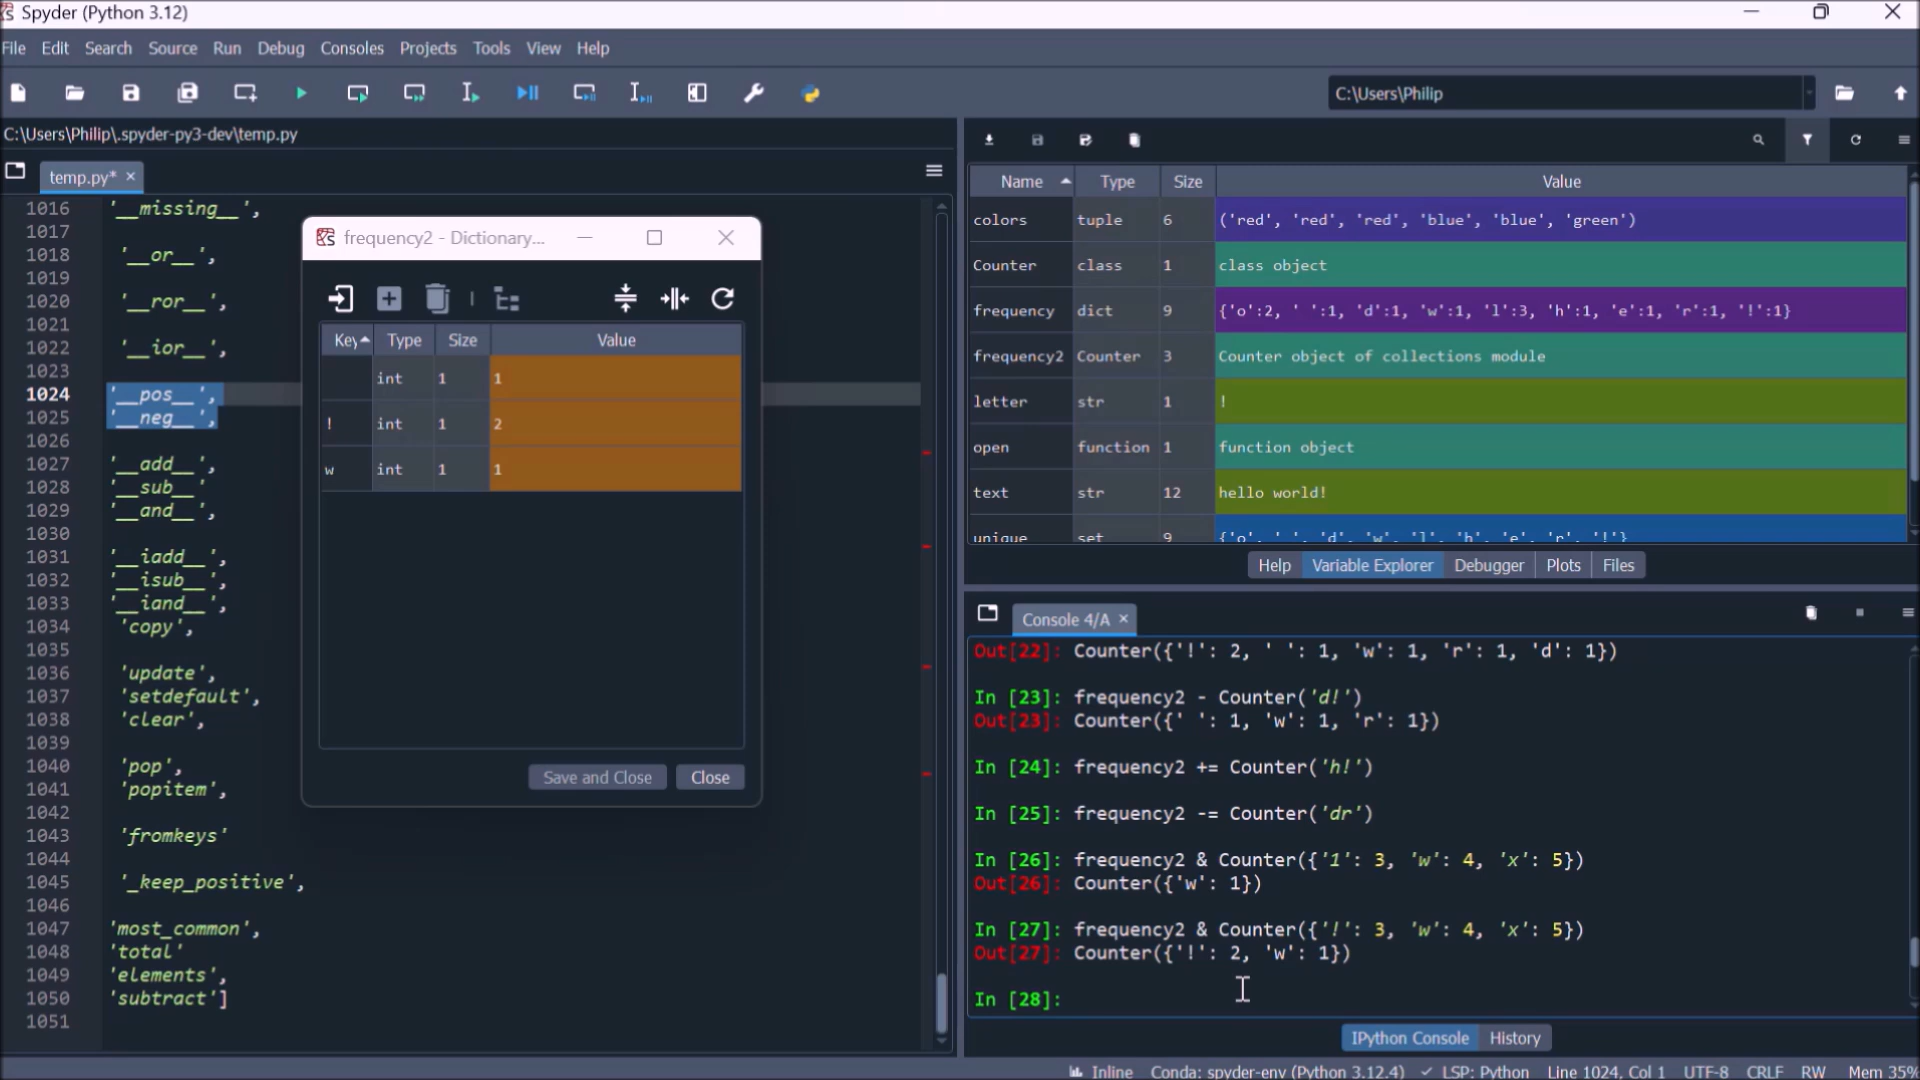 Spyder (Python 3.12)
File Edit Search Source Run Debug Consoles Projects Tools View Help
C:\Users\Philip
C:\Users\Philip\.spyder-py3-dev\temp.py
temp.py*
1016 '__missing__',
1017
1018 '__or__',
1019
1020 '__ror__',
1021
1022 '__ior__',
1023
1024 '__pos__',
1025 '__neg__',
1026
1027 '__add__',
1028 '__sub__'
1029 '__and__',
1030
1031 '__iadd__',
1032 '__isub__',
1033 '__iand__',
1034 'copy',
1035
1036 'update',
1037 'setdefault',
1038 'clear',
1039
1040 'pop',
1041 'popitem',
1042
1043 'fromkeys'
1044
1045 '_keep_positive',
1046
1047 'most_common',
1048 'total'
1049 'elements',
1050 'subtract']
1051
frequency2 - Dictionary...
Key Type Size Value
int 1 1
! int 1 2
w int 1 1
Save and Close Close
Name Type Size Value
colors tuple 6 ('red', 'red', 'red', 'blue', 'blue', 'green')
Counter class 1 class object
frequency dict 9 {'o':2, ' ':1, 'd':1, 'w':1, 'l':3, 'h':1, 'e':1, 'r':1, '!':1}
frequency2 Counter 3 Counter object of collections module
letter str 1 !
open function 1 function object
text str 12 hello world!
unique set 9 {'o', ' ', 'd', 'w', 'l', 'h', 'e', 'r', '!'}
Help Variable Explorer Debugger Plots Files
Console 4/A
Out[22]: Counter({'!': 2, ' ': 1, 'w': 1, 'r': 1, 'd': 1})
In [23]: frequency2 - Counter('d!')
Out[23]: Counter({' ': 1, 'w': 1, 'r': 1})
In [24]: frequency2 += Counter('h!')
In [25]: frequency2 -= Counter('dr')
In [26]: frequency2 & Counter({'1': 3, 'w': 4, 'x': 5})
Out[26]: Counter({'w': 1})
In [27]: frequency2 & Counter({'!': 3, 'w': 4, 'x': 5})
Out[27]: Counter({'!': 2, 'w': 1})
In [28]:
IPython Console History
Inline Conda: spyder-env (Python 3.12.4) ✓ LSP: Python Line 1024, Col 1 UTF-8 CRLF RW Mem 35%